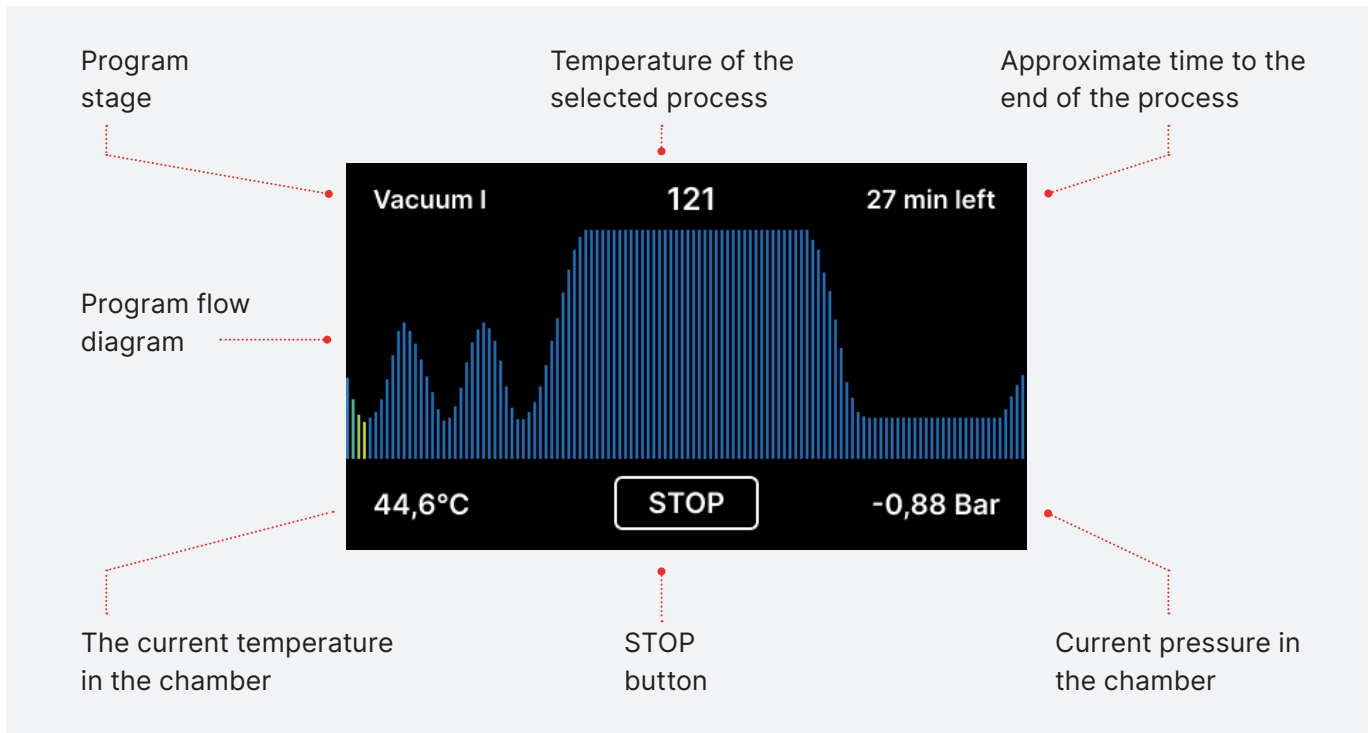 Program
stage
Temperature of the
selected process
Approximate time to the
end of the process
Vacuum I
121
27 min left
Program flow
diagram
44,6°C
STOP
-0,88 Bar
The current temperature
in the chamber
STOP
button
Current pressure in
the chamber